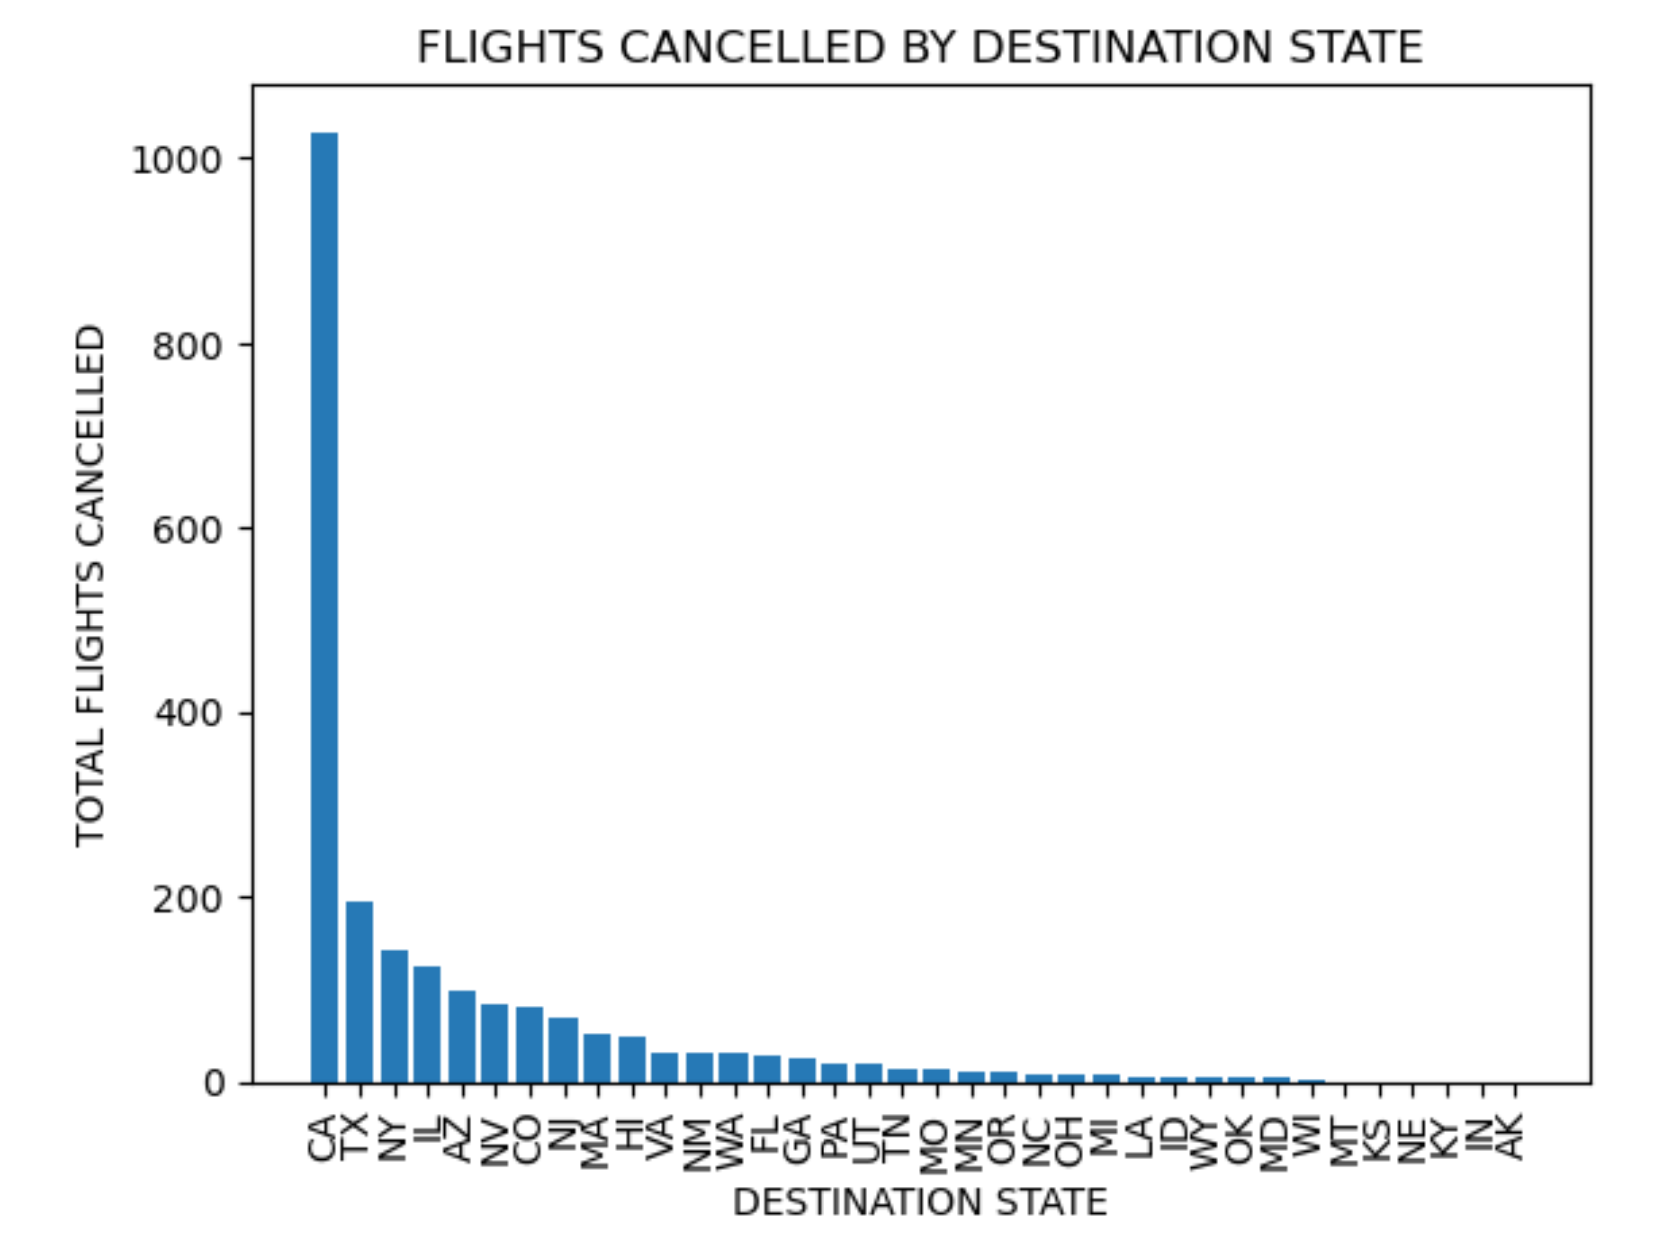 FLIGHTS CANCELLED BY DESTINATION STATE
TOTAL FLIGHTS CANCELLED
1000
800
600
400
200
0
CA TX NY IL AZ NV CO NJ MA HI VA NM WA FL GA PA UT TN MO MN OR NC OH MI LA ID WY OK MD WI MT KS NE KY IN AK
DESTINATION STATE